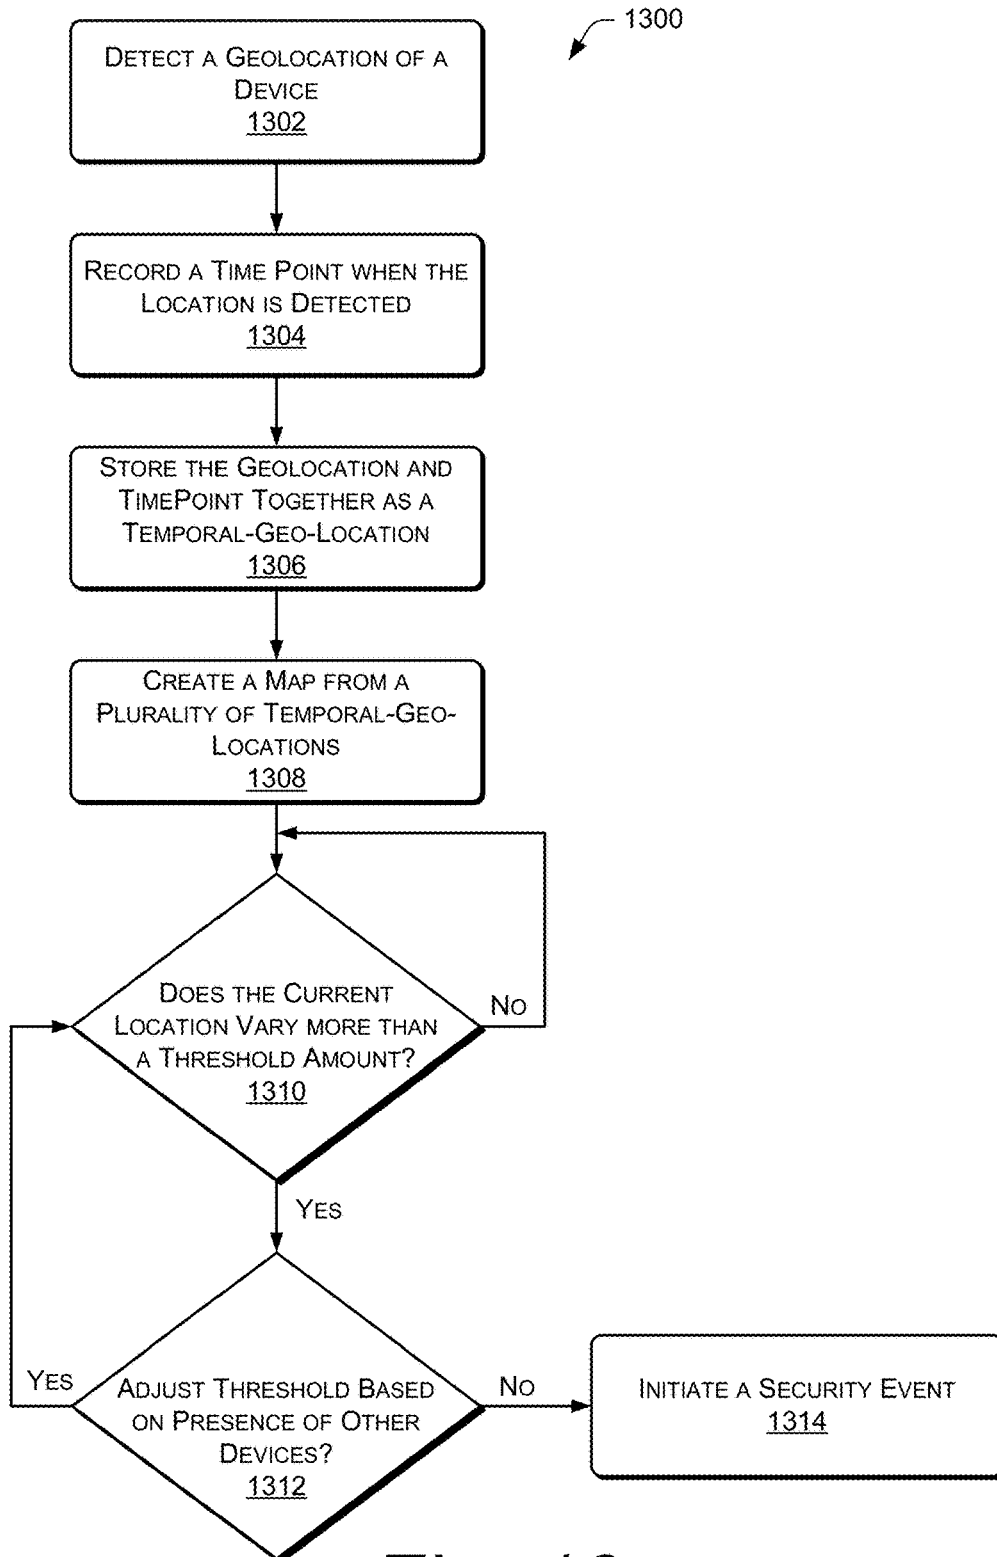 1300
DETECT A GEOLOCATION OF A
DEVICE
1302
RECORD A TIME POINT WHEN THE
LOCATION IS DETECTED
1304
STORE THE GEOLOCATION AND
TIMEPOINT TOGETHER AS A
TEMPORAL-GEO-LOCATION
1306
CREATE A MAP FROM A
PLURALITY OF TEMPORAL-GEO-
LOCATIONS
1308
DOES THE CURRENT
LOCATION VARY MORE THAN
A THRESHOLD AMOUNT?
1310
NO
YES
ADJUST THRESHOLD BASED
ON PRESENCE OF OTHER
DEVICES?
1312
YES
NO
INITIATE A SECURITY EVENT
1314